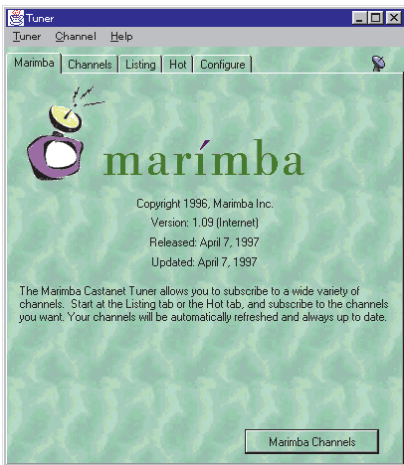 Tuner
Tuner Channel Help
Marimba Channels Listing Hot Configure
marímba
Copyright 1996, Marimba Inc.
Version: 1.09 (Internet)
Released: April 7, 1997
Updated: April 7, 1997
The Marimba Castanet Tuner allows you to subscribe to a wide variety of
channels. Start at the Listing tab or the Hot tab, and subscribe to the channels
you want. Your channels will be automatically refreshed and always up to date.
Marimba Channels